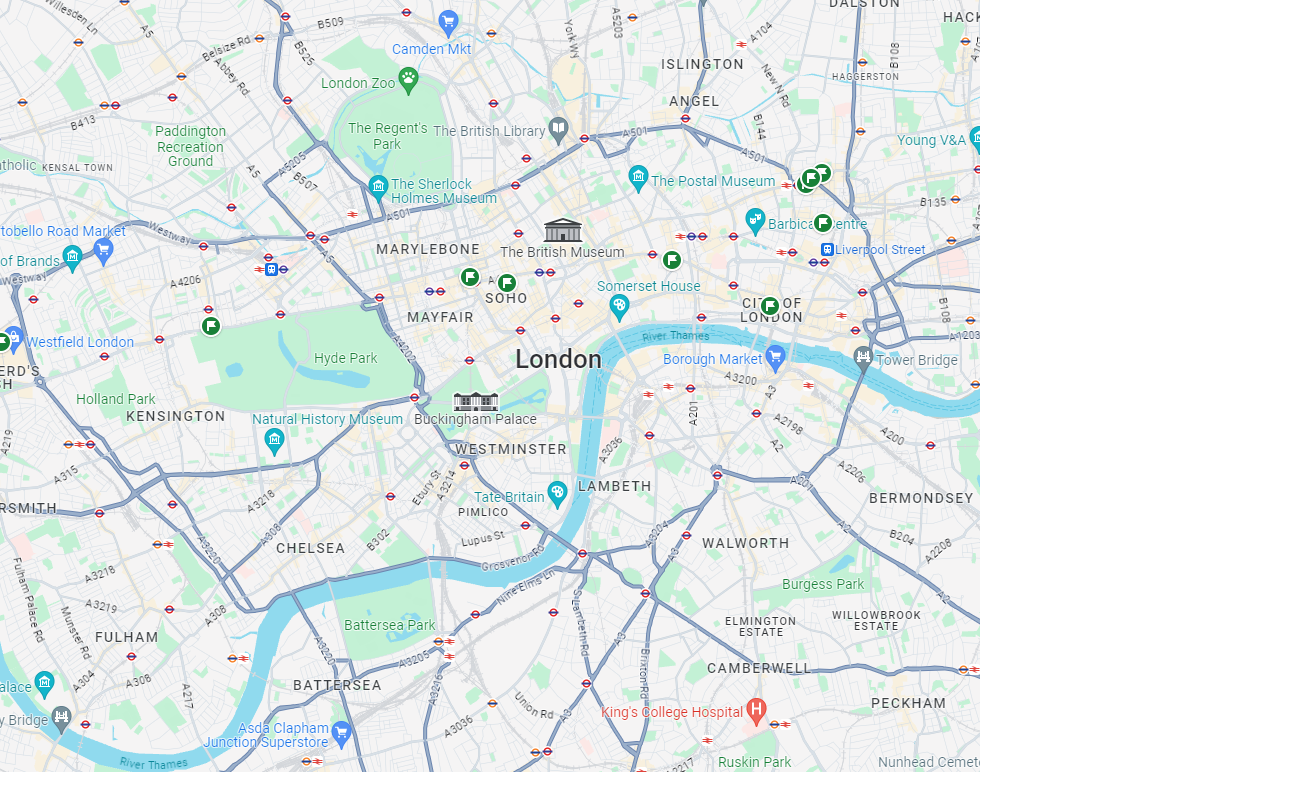 DALSTON
Willesden Ln
A5
B509
A5203
York Wy
HACK
A104
Belsize Rd
B525
Camden Mkt
B108
Abbey Rd
ISLINGTON
HAGGERSTON
London Zoo
New N Rd
ANGEL
B413
Paddington
Recreation
Ground
The Regent's
Park
The British Library
A501
B144
Young V&A
A501
atholic
KENSAL TOWN
A5205
A5
B507
The Sherlock
Holmes Museum
The Postal Museum
B135
A501
Barbican Centre
tobello Road Market
Westway
MARYLEBONE
The British Museum
Liverpool Street
of Brands
Westway
A4206
SOHO
Somerset House
CITY OF
LONDON
B108
MAYFAIR
River Thames
A1203
Westfield London
A4202
Hyde Park
London
Borough Market
Tower Bridge
ERD'S
SH
A3200
A3
Holland Park
KENSINGTON
Natural History Museum
Buckingham Palace
A201
A2198
A200
A219
WESTMINSTER
A3036
A2
A315
A2206
Ebury St
A3214
A201
LAMBETH
Tate Britain
BERMONDSEY
RSMITH
A3218
PIMLICO
A308
A3204
A2
B204
A2208
B302
Lupus St
A3220
CHELSEA
WALWORTH
A3
Grosvenor Rd
Fulham Palace Rd
A3218
Nine Elms Ln
Burgess Park
A2
A3219
A308
Munster Rd
S Lambeth Rd
Battersea Park
ELMINGTON
ESTATE
WILLOWBROOK
ESTATE
FULHAM
A3
A3220
A3205
Brixton Rd
CAMBERWELL
A304
A308
A217
BATTERSEA
A3216
alace
Union Rd
A3
King's College Hospital
PECKHAM
y Bridge
A3036
Asda Clapham
Junction Superstore
River Thames
A2217
Ruskin Park
Nunhead Cemete